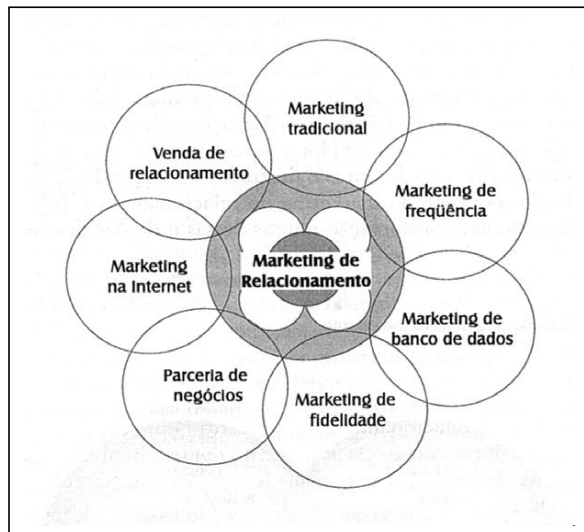 Marketing
tradicional
Venda de
relacionamento
Marketing de
freqüência
Marketing de
Relacionamento
Marketing
na Internet
Marketing de
banco de dados
Parceria de
negócios
Marketing de
fidelidade